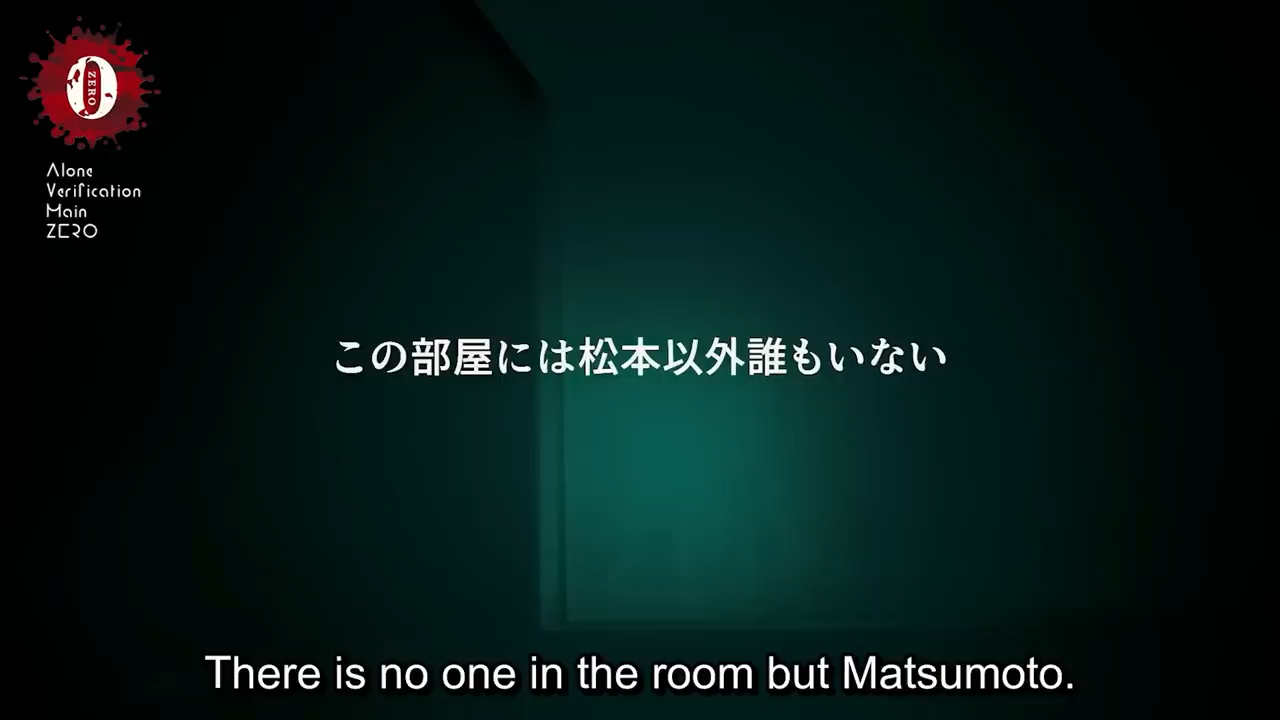 0
ZERO
Alone
Verification
Main
ZERO
この部屋には松本以外誰もいない
There is no one in the room but Matsumoto.